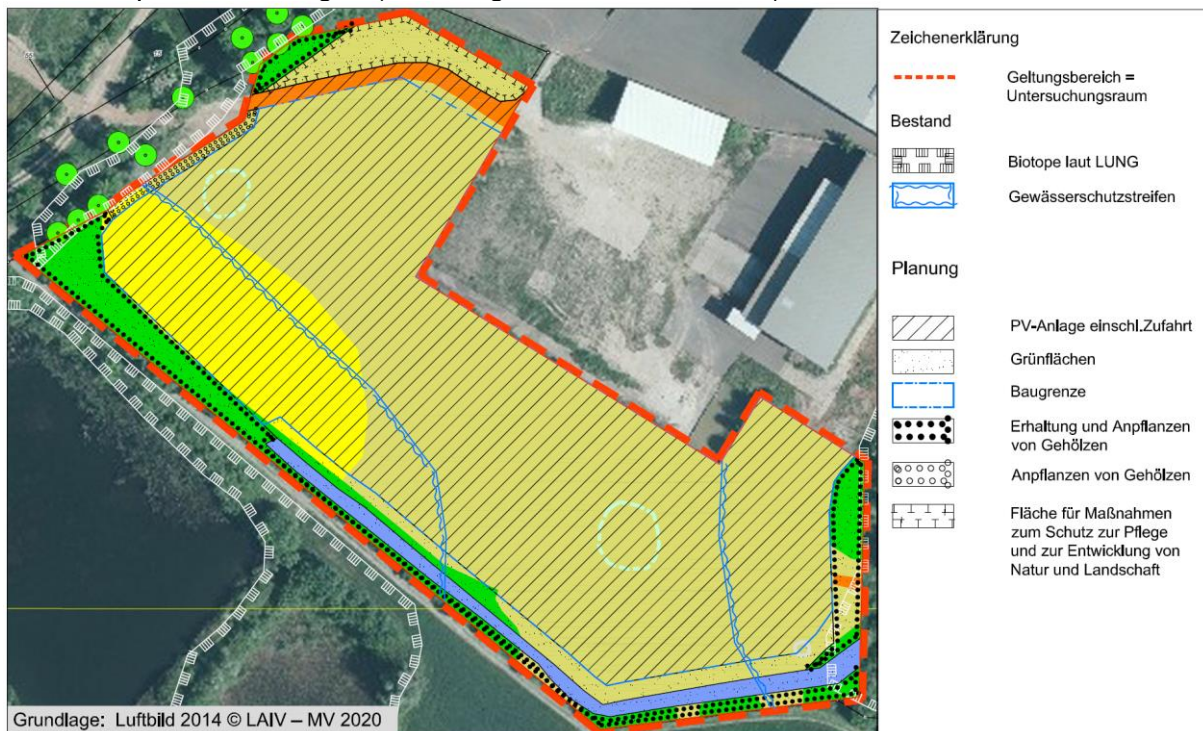 Zeichenerklärung
Geltungsbereich =
Untersuchungsraum
Bestand
Biotope laut LUNG
Gewässerschutzstreifen
Planung
PV-Anlage einschl.Zufahrt
Grünflächen
Baugrenze
Erhaltung und Anpflanzen
von Gehölzen
Anpflanzen von Gehölzen
Fläche für Maßnahmen
zum Schutz zur Pflege
und zur Entwicklung von
Natur und Landschaft
Grundlage: Luftbild 2014 © LAIV – MV 2020